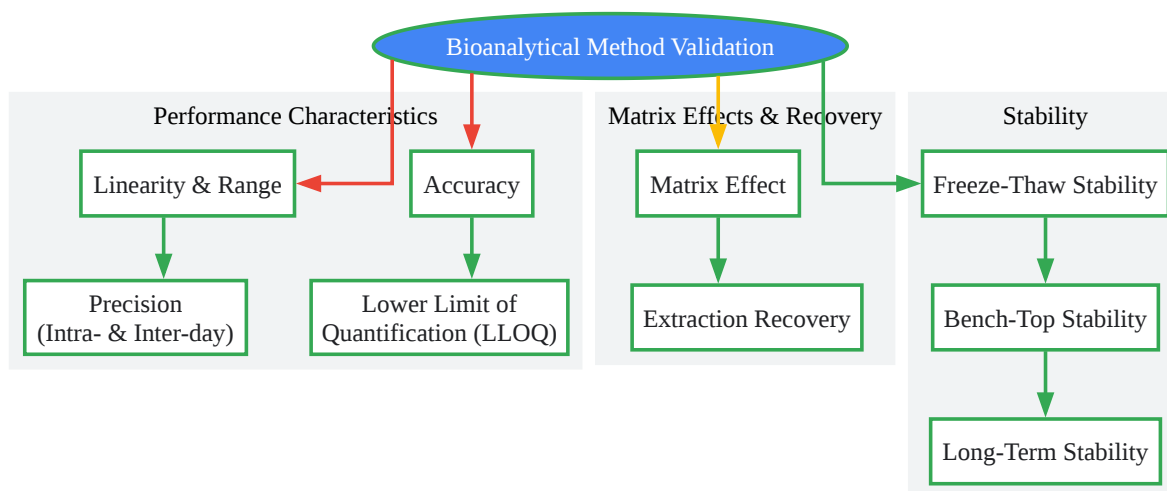 Bioanalytical Method Validation
Performance Characteristics
Linearity & Range
Accuracy
Precision
(Intra- & Inter-day)
Lower Limit of
Quantification (LLOQ)
Matrix Effects & Recovery
Matrix Effect
Extraction Recovery
Stability
Freeze-Thaw Stability
Bench-Top Stability
Long-Term Stability